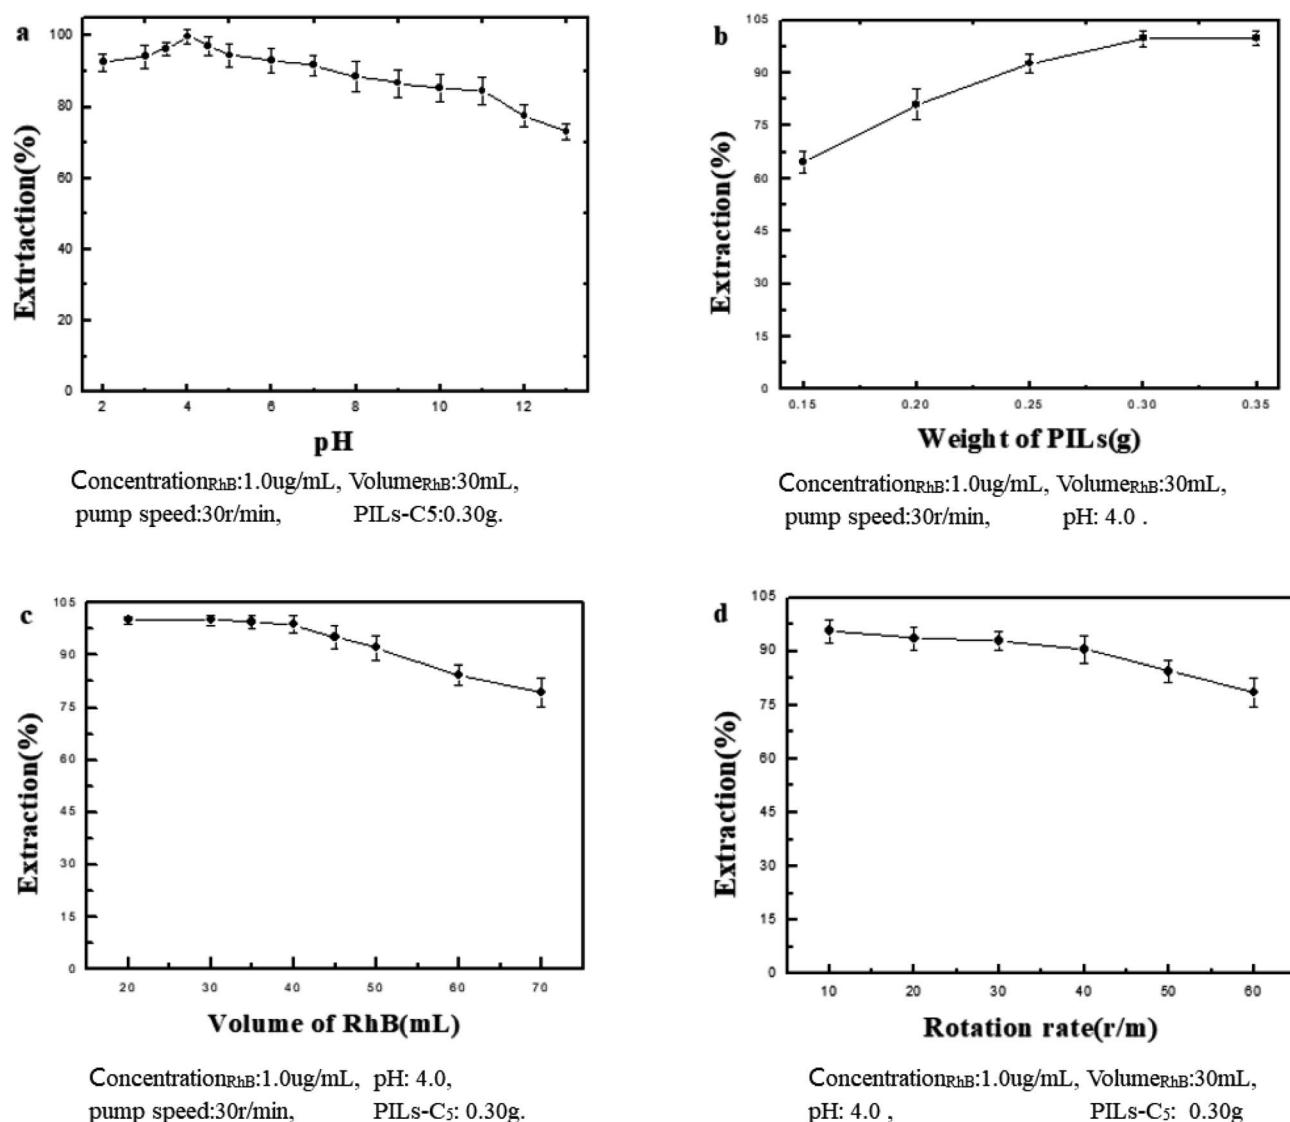 a
100
80
60
40
20
0
Extrtaction(%)
2 4 6 8 10 12
pH
ConcentrationRhB:1.0ug/mL, VolumeRhB:30mL,
pump speed:30r/min, PILs-C5:0.30g.
b
105
90
75
60
45
30
15
0
Extraction(%)
0.15 0.20 0.25 0.30 0.35
Weight of PILs(g)
ConcentrationRhB:1.0ug/mL, VolumeRhB:30mL,
pump speed:30r/min, pH: 4.0 .
c
105
90
75
60
45
30
15
0
Extraction(%)
20 30 40 50 60 70
Volume of RhB(mL)
ConcentrationRhB:1.0ug/mL, pH: 4.0,
pump speed:30r/min, PILs-C5: 0.30g.
d
105
90
75
60
45
30
15
0
Extraction(%)
10 20 30 40 50 60
Rotation rate(r/m)
ConcentrationRhB:1.0ug/mL, VolumeRhB:30mL,
pH: 4.0 , PILs-C5: 0.30g